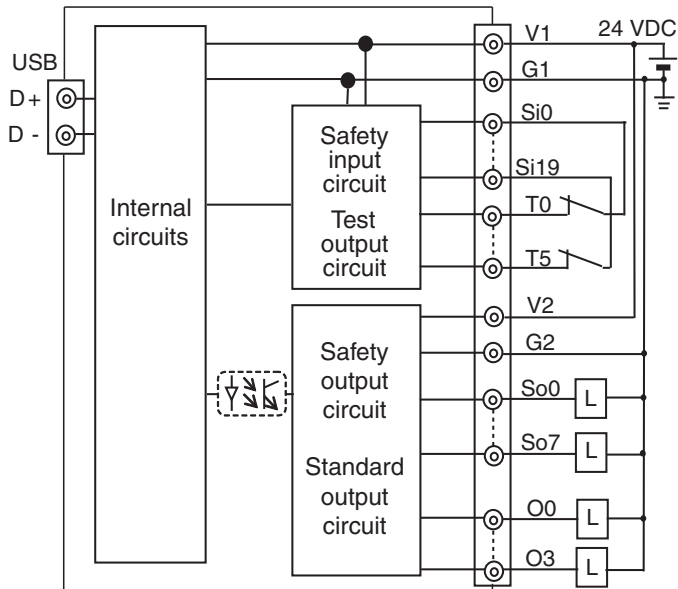 V1
24 VDC
USB
G1
D+
D -
Si0
Safety
input
circuit
Si19
Internal
circuits
T0
Test
output
circuit
T5
V2
G2
Safety
output
circuit
So0
L
So7
L
Standard
output
circuit
O0
L
O3
L